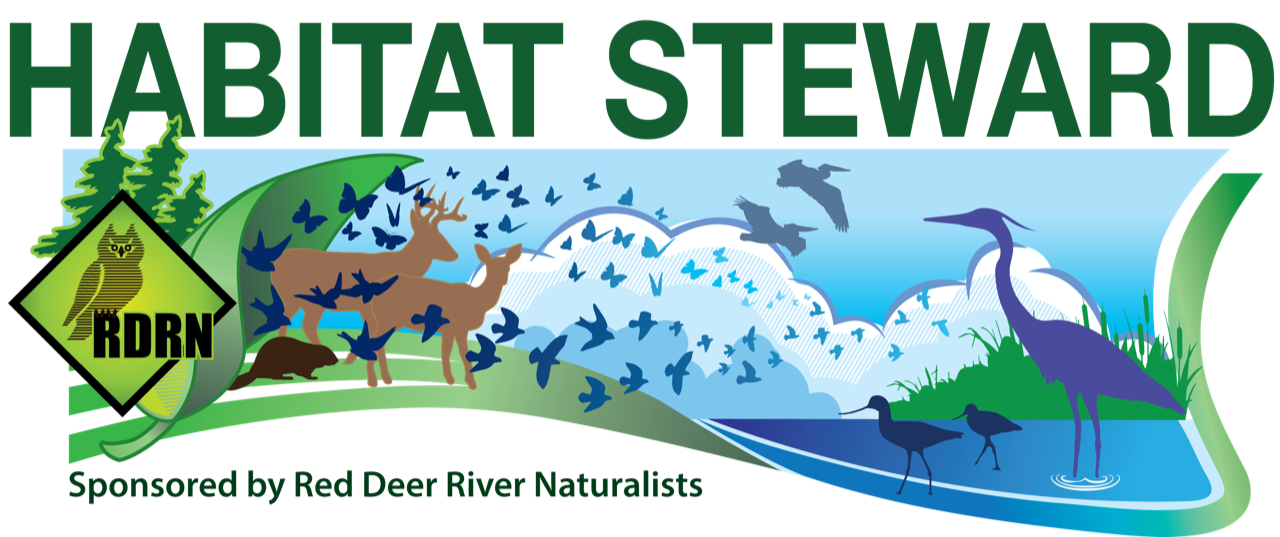 HABITAT STEWARD
RDRN
Sponsored by Red Deer River Naturalists